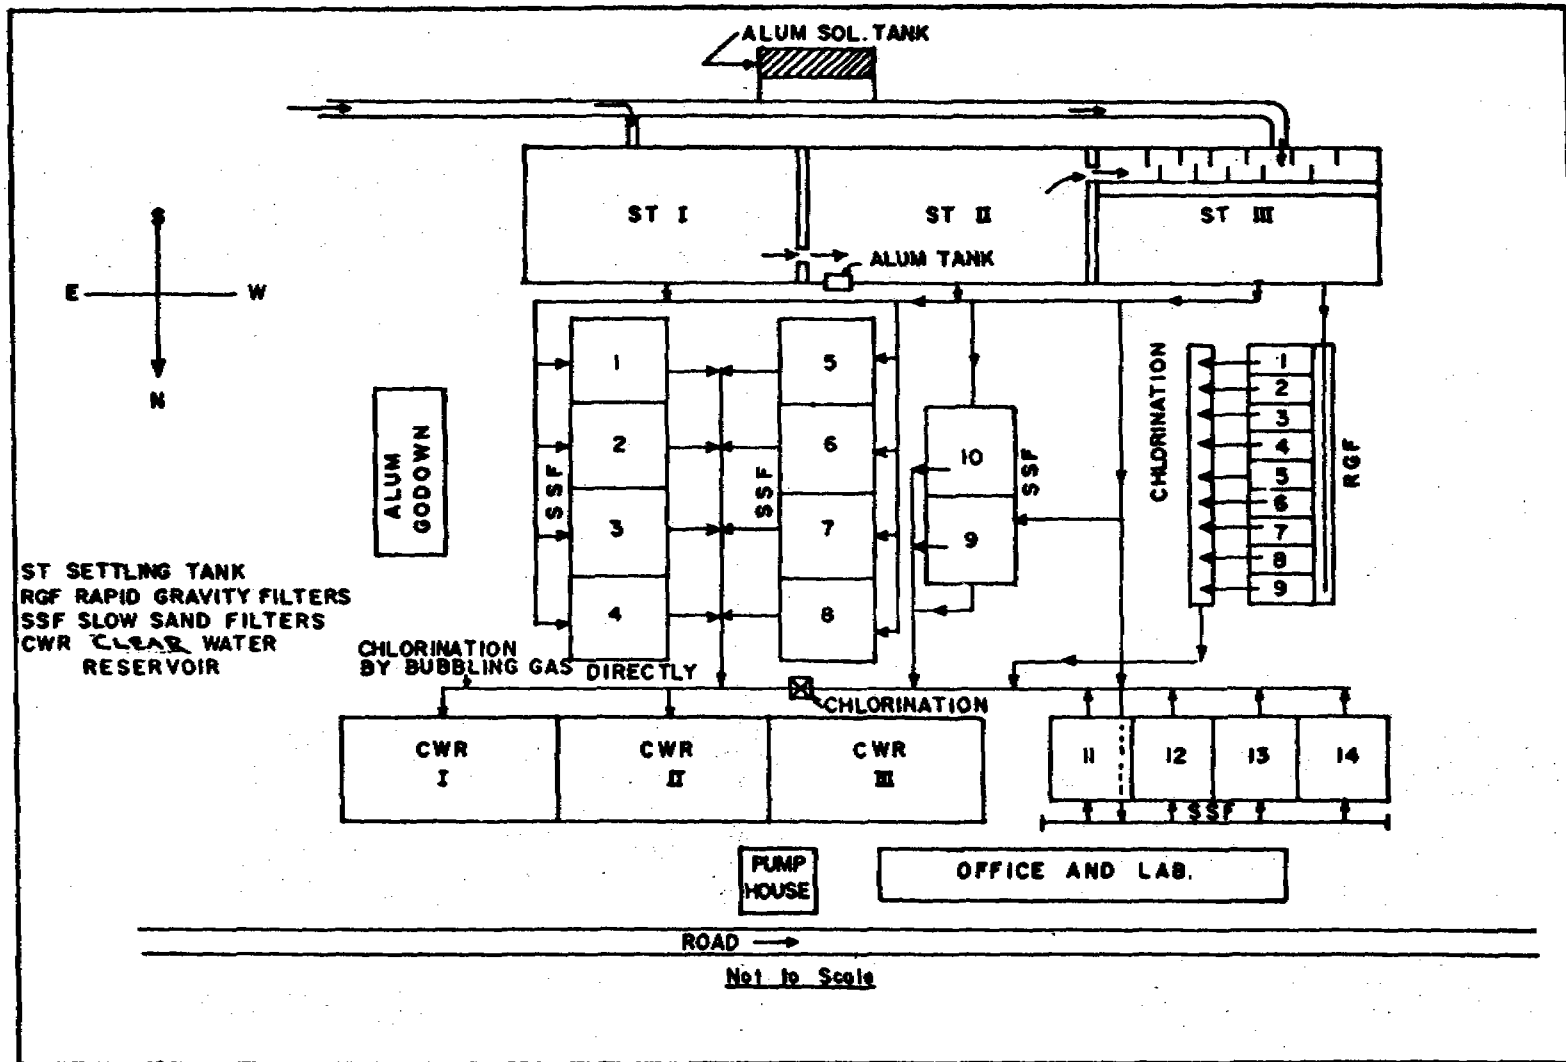 ALUM SOL. TANK
ST I
ST II
ST III
ALUM TANK
S
E
W
N
ALUM
GODOWN
SSF
1
2
3
4
SSF
5
6
7
8
10
9
SSF
CHLORINATION
1
2
3
4
5
6
7
8
9
RGF
ST SETTLING TANK
RGF RAPID GRAVITY FILTERS
SSF SLOW SAND FILTERS
CWR CLEAR WATER
RESERVOIR
CHLORINATION
BY BUBBLING GAS DIRECTLY
CHLORINATION
CWR
I
CWR
II
CWR
III
11
12
13
14
SSF
PUMP
HOUSE
OFFICE AND LAB.
ROAD
Not to Scale